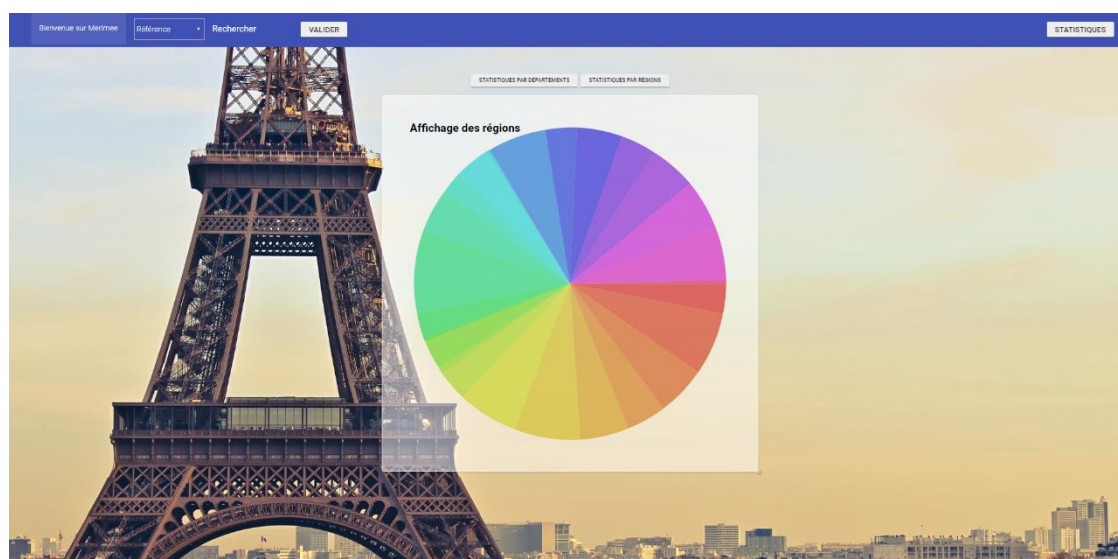 Bienvenue sur Merimee
Référence
Rechercher
VALIDER
STATISTIQUES
STATISTIQUES PAR DEPARTEMENTS
STATISTIQUES PAR REGIONS
Affichage des régions